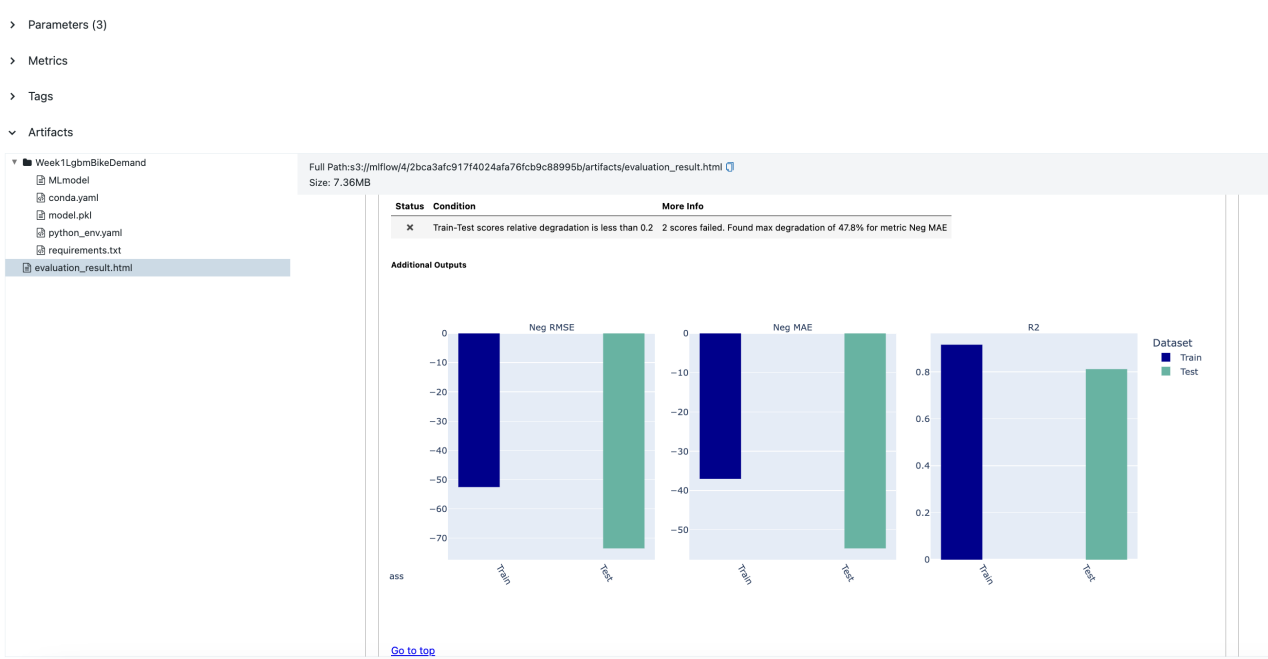 Parameters (3)
Metrics
Tags
Artifacts
Week1LgbmBikeDemand
MLmodel
conda.yaml
model.pkl
python_env.yaml
requirements.txt
evaluation_result.html
Full Path:s3://mlflow/4/2bca3afc917f4024afa76fcb9c88995b/artifacts/evaluation_result.html
Size: 7.36MB
Status Condition More Info
Train-Test scores relative degradation is less than 0.2 2 scores failed. Found max degradation of 47.8% for metric Neg MAE
Additional Outputs
Neg RMSE
0
−10
−20
−30
−40
−50
−60
−70
Train
Test
Neg MAE
0
−10
−20
−30
−40
−50
Train
Test
R2
0.8
0.6
0.4
0.2
0
Train
Test
Dataset
Train
Test
ass
Go to top